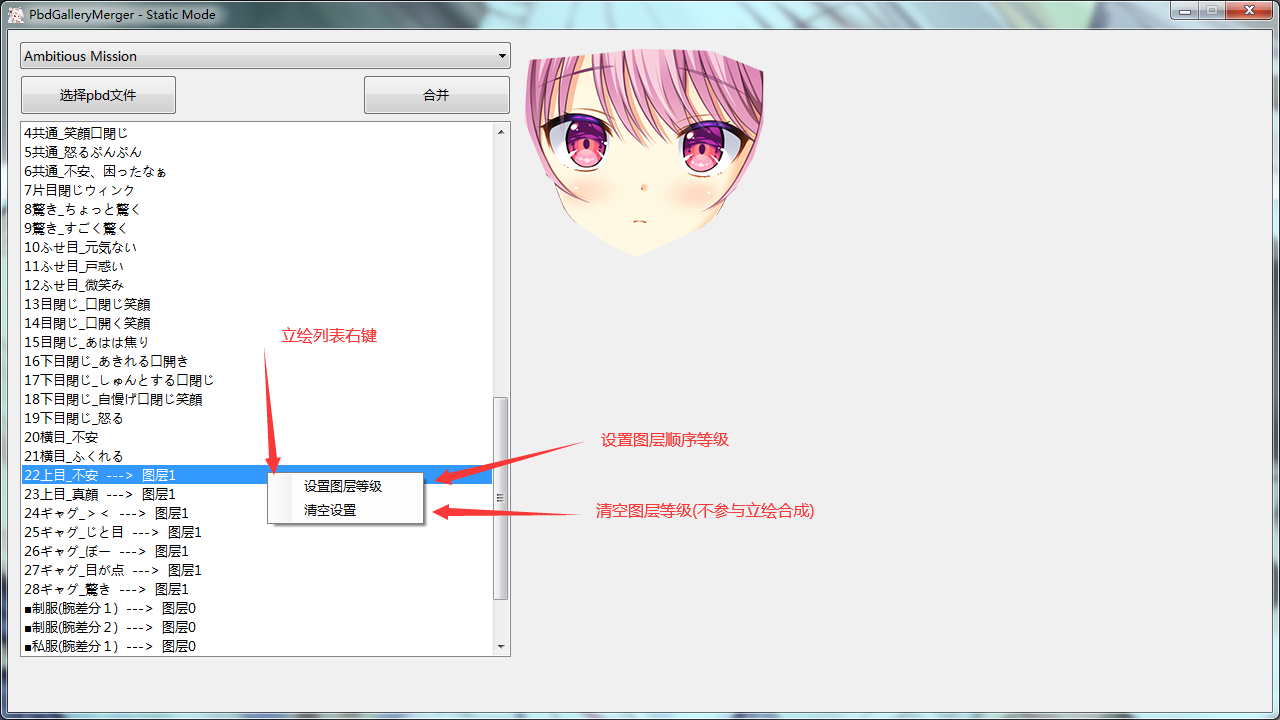 PbdGalleryMerger - Static Mode
Ambitious Mission
选择pbd文件
合并
4共通_笑顔口閉じ
5共通_怒るぷんぷん
6共通_不安、困ったなぁ
7片目閉じウィンク
8驚き_ちょっと驚く
9驚き_すごく驚く
10ふせ目_元気ない
11ふせ目_戸惑い
12ふせ目_微笑み
13目閉じ_口閉じ笑顔
14目閉じ_口開く笑顔
15目閉じ_あはは焦り
16下目閉じ_あきれる口開き
17下目閉じ_しゅんとする口閉じ
18下目閉じ_自慢げ口閉じ笑顔
19下目閉じ_怒る
20横目_不安
21横目_ふくれる
22上目_不安 ---> 图层1
23上目_真顔 ---> 图层1
24ギャグ_＞＜ ---> 图层1
25ギャグ_じと目 ---> 图层1
26ギャグ_ぼー ---> 图层1
27ギャグ_目が点 ---> 图层1
28ギャグ_驚き ---> 图层1
■制服(腕差分１) ---> 图层0
■制服(腕差分２) ---> 图层0
■私服(腕差分１) ---> 图层0
立绘列表右键
设置图层等级
清空设置
设置图层顺序等级
清空图层等级(不参与立绘合成)